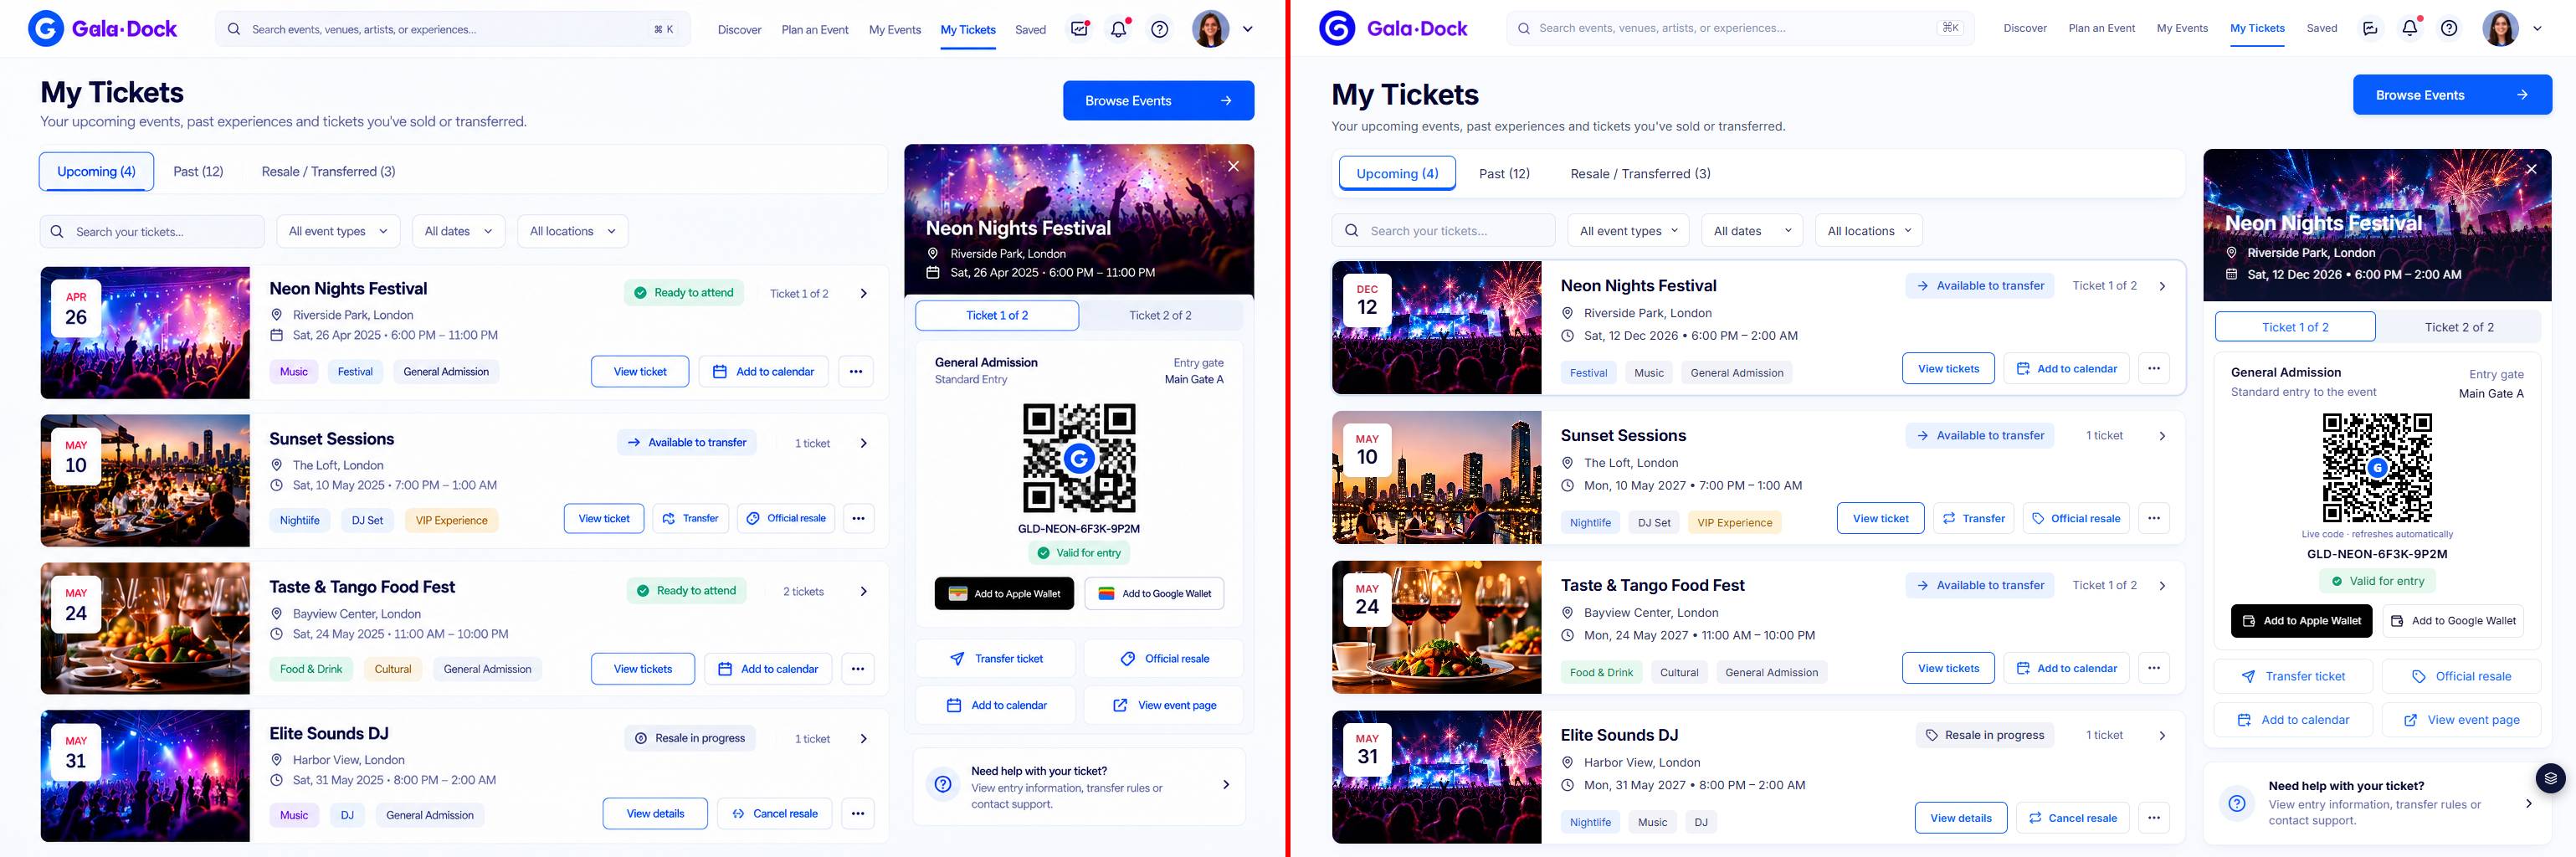 Gala·Dock
Search events, venues, artists, or experiences...
⌘ K
Discover
Plan an Event
My Events
My Tickets
Saved
My Tickets
Your upcoming events, past experiences and tickets you've sold or transferred.
Browse Events
Upcoming (4)
Past (12)
Resale / Transferred (3)
Search your tickets...
All event types
All dates
All locations
APR
26
Neon Nights Festival
Riverside Park, London
Sat, 26 Apr 2025 • 6:00 PM – 11:00 PM
Music
Festival
General Admission
Ready to attend
Ticket 1 of 2
View ticket
Add to calendar
MAY
10
Sunset Sessions
The Loft, London
Sat, 10 May 2025 • 7:00 PM – 1:00 AM
Nightlife
DJ Set
VIP Experience
Available to transfer
1 ticket
View ticket
Transfer
Official resale
MAY
24
Taste & Tango Food Fest
Bayview Center, London
Sat, 24 May 2025 • 11:00 AM – 10:00 PM
Food & Drink
Cultural
General Admission
Ready to attend
2 tickets
View tickets
Add to calendar
MAY
31
Elite Sounds DJ
Harbor View, London
Sat, 31 May 2025 • 8:00 PM – 2:00 AM
Music
DJ
General Admission
Resale in progress
1 ticket
View details
Cancel resale
Neon Nights Festival
Riverside Park, London
Sat, 26 Apr 2025 • 6:00 PM – 11:00 PM
Ticket 1 of 2
Ticket 2 of 2
General Admission
Standard Entry
Entry gate
Main Gate A
G
GLD-NEON-6F3K-9P2M
Valid for entry
Add to Apple Wallet
Add to Google Wallet
Transfer ticket
Official resale
Add to calendar
View event page
Need help with your ticket?
View entry information, transfer rules or
contact support.
Gala·Dock
Search events, venues, artists, or experiences...
⌘K
Discover
Plan an Event
My Events
My Tickets
Saved
My Tickets
Your upcoming events, past experiences and tickets you've sold or transferred.
Browse Events
Upcoming (4)
Past (12)
Resale / Transferred (3)
Search your tickets...
All event types
All dates
All locations
DEC
12
Neon Nights Festival
Riverside Park, London
Sat, 12 Dec 2026 • 6:00 PM – 2:00 AM
Festival
Music
General Admission
Available to transfer
Ticket 1 of 2
View tickets
Add to calendar
MAY
10
Sunset Sessions
The Loft, London
Mon, 10 May 2027 • 7:00 PM – 1:00 AM
Nightlife
DJ Set
VIP Experience
Available to transfer
1 ticket
View ticket
Transfer
Official resale
MAY
24
Taste & Tango Food Fest
Bayview Center, London
Mon, 24 May 2027 • 11:00 AM – 10:00 PM
Food & Drink
Cultural
General Admission
Available to transfer
Ticket 1 of 2
View tickets
Add to calendar
MAY
31
Elite Sounds DJ
Harbor View, London
Mon, 31 May 2027 • 8:00 PM – 2:00 AM
Nightlife
Music
DJ
Resale in progress
1 ticket
View details
Cancel resale
Neon Nights Festival
Riverside Park, London
Sat, 12 Dec 2026 • 6:00 PM – 2:00 AM
Ticket 1 of 2
Ticket 2 of 2
General Admission
Standard entry to the event
Entry gate
Main Gate A
G
Live code · refreshes automatically
GLD-NEON-6F3K-9P2M
Valid for entry
Add to Apple Wallet
Add to Google Wallet
Transfer ticket
Official resale
Add to calendar
View event page
Need help with your ticket?
View entry information, transfer rules or
contact support.